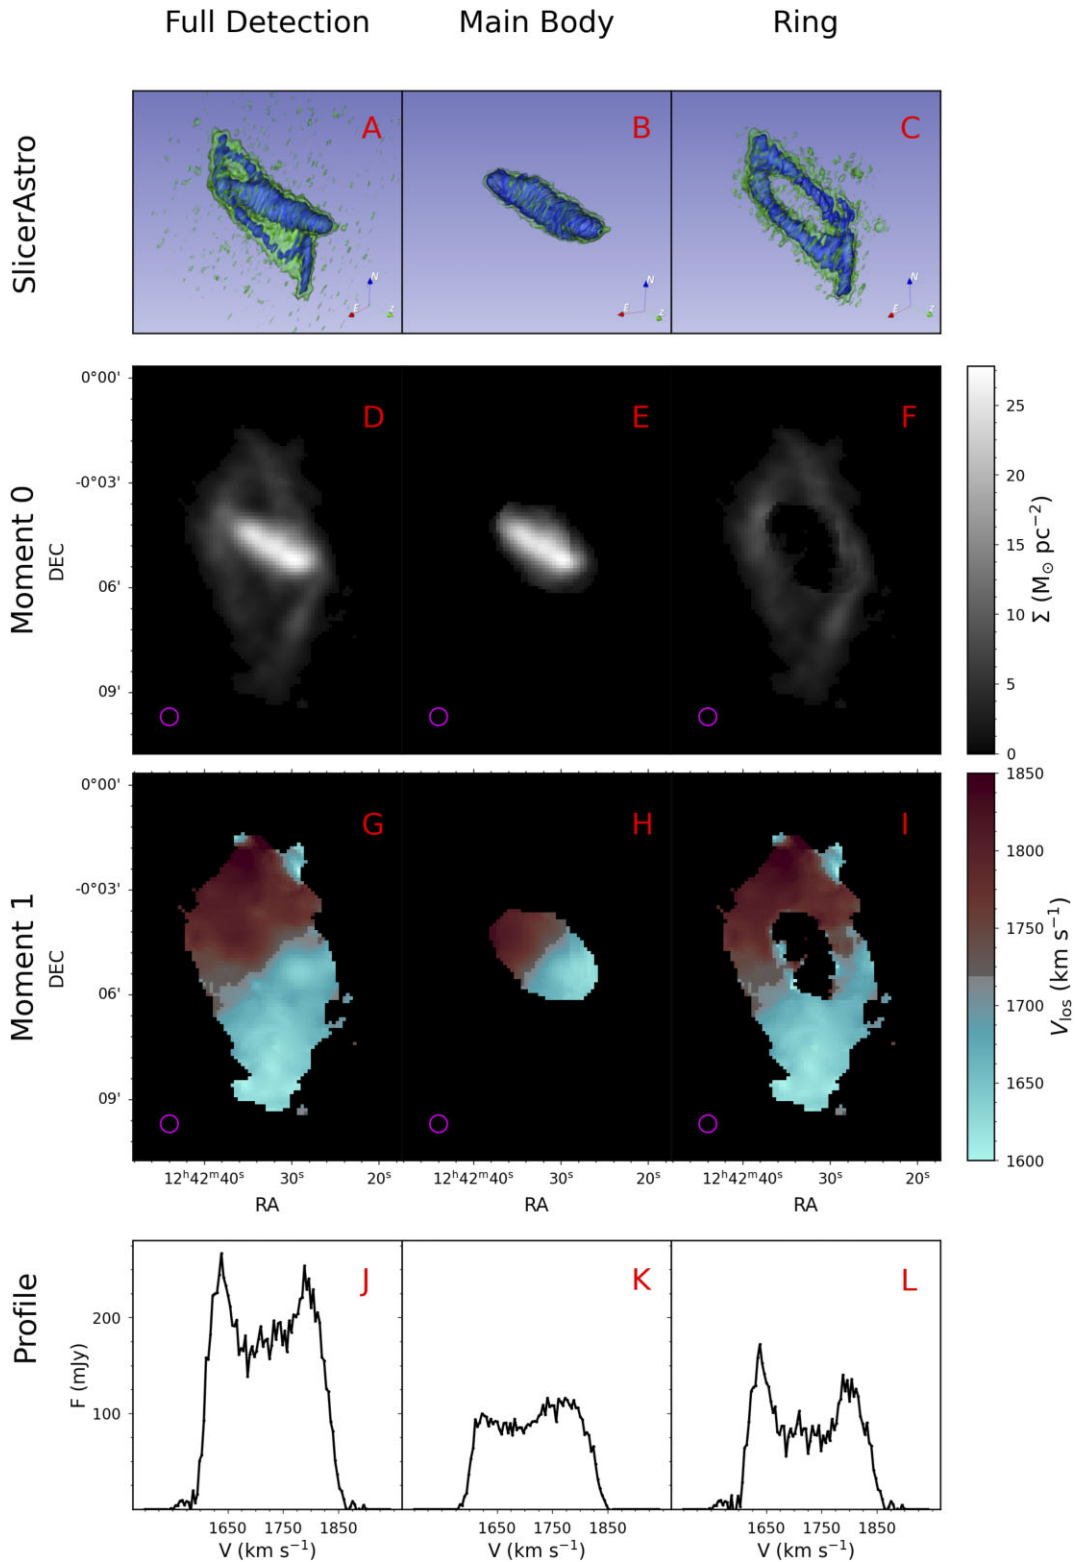 Full Detection Main Body Ring
SlicerAstro
A B C
N E Z
N E Z
N E Z
Moment 0
DEC
0°00'
-0°03'
06'
09'
D E F
25
20
15
10
5
0
Σ (M⊙ pc⁻²)
Moment 1
DEC
0°00'
-0°03'
06'
09'
G H I
1850
1800
1750
1700
1650
1600
V_los (km s⁻¹)
12ʰ42ᵐ40ˢ 30ˢ 20ˢ 12ʰ42ᵐ40ˢ 30ˢ 20ˢ 12ʰ42ᵐ40ˢ 30ˢ 20ˢ
RA RA RA
Profile
F (mJy)
200
100
J K L
1650 1750 1850 1650 1750 1850 1650 1750 1850
V (km s⁻¹) V (km s⁻¹) V (km s⁻¹)